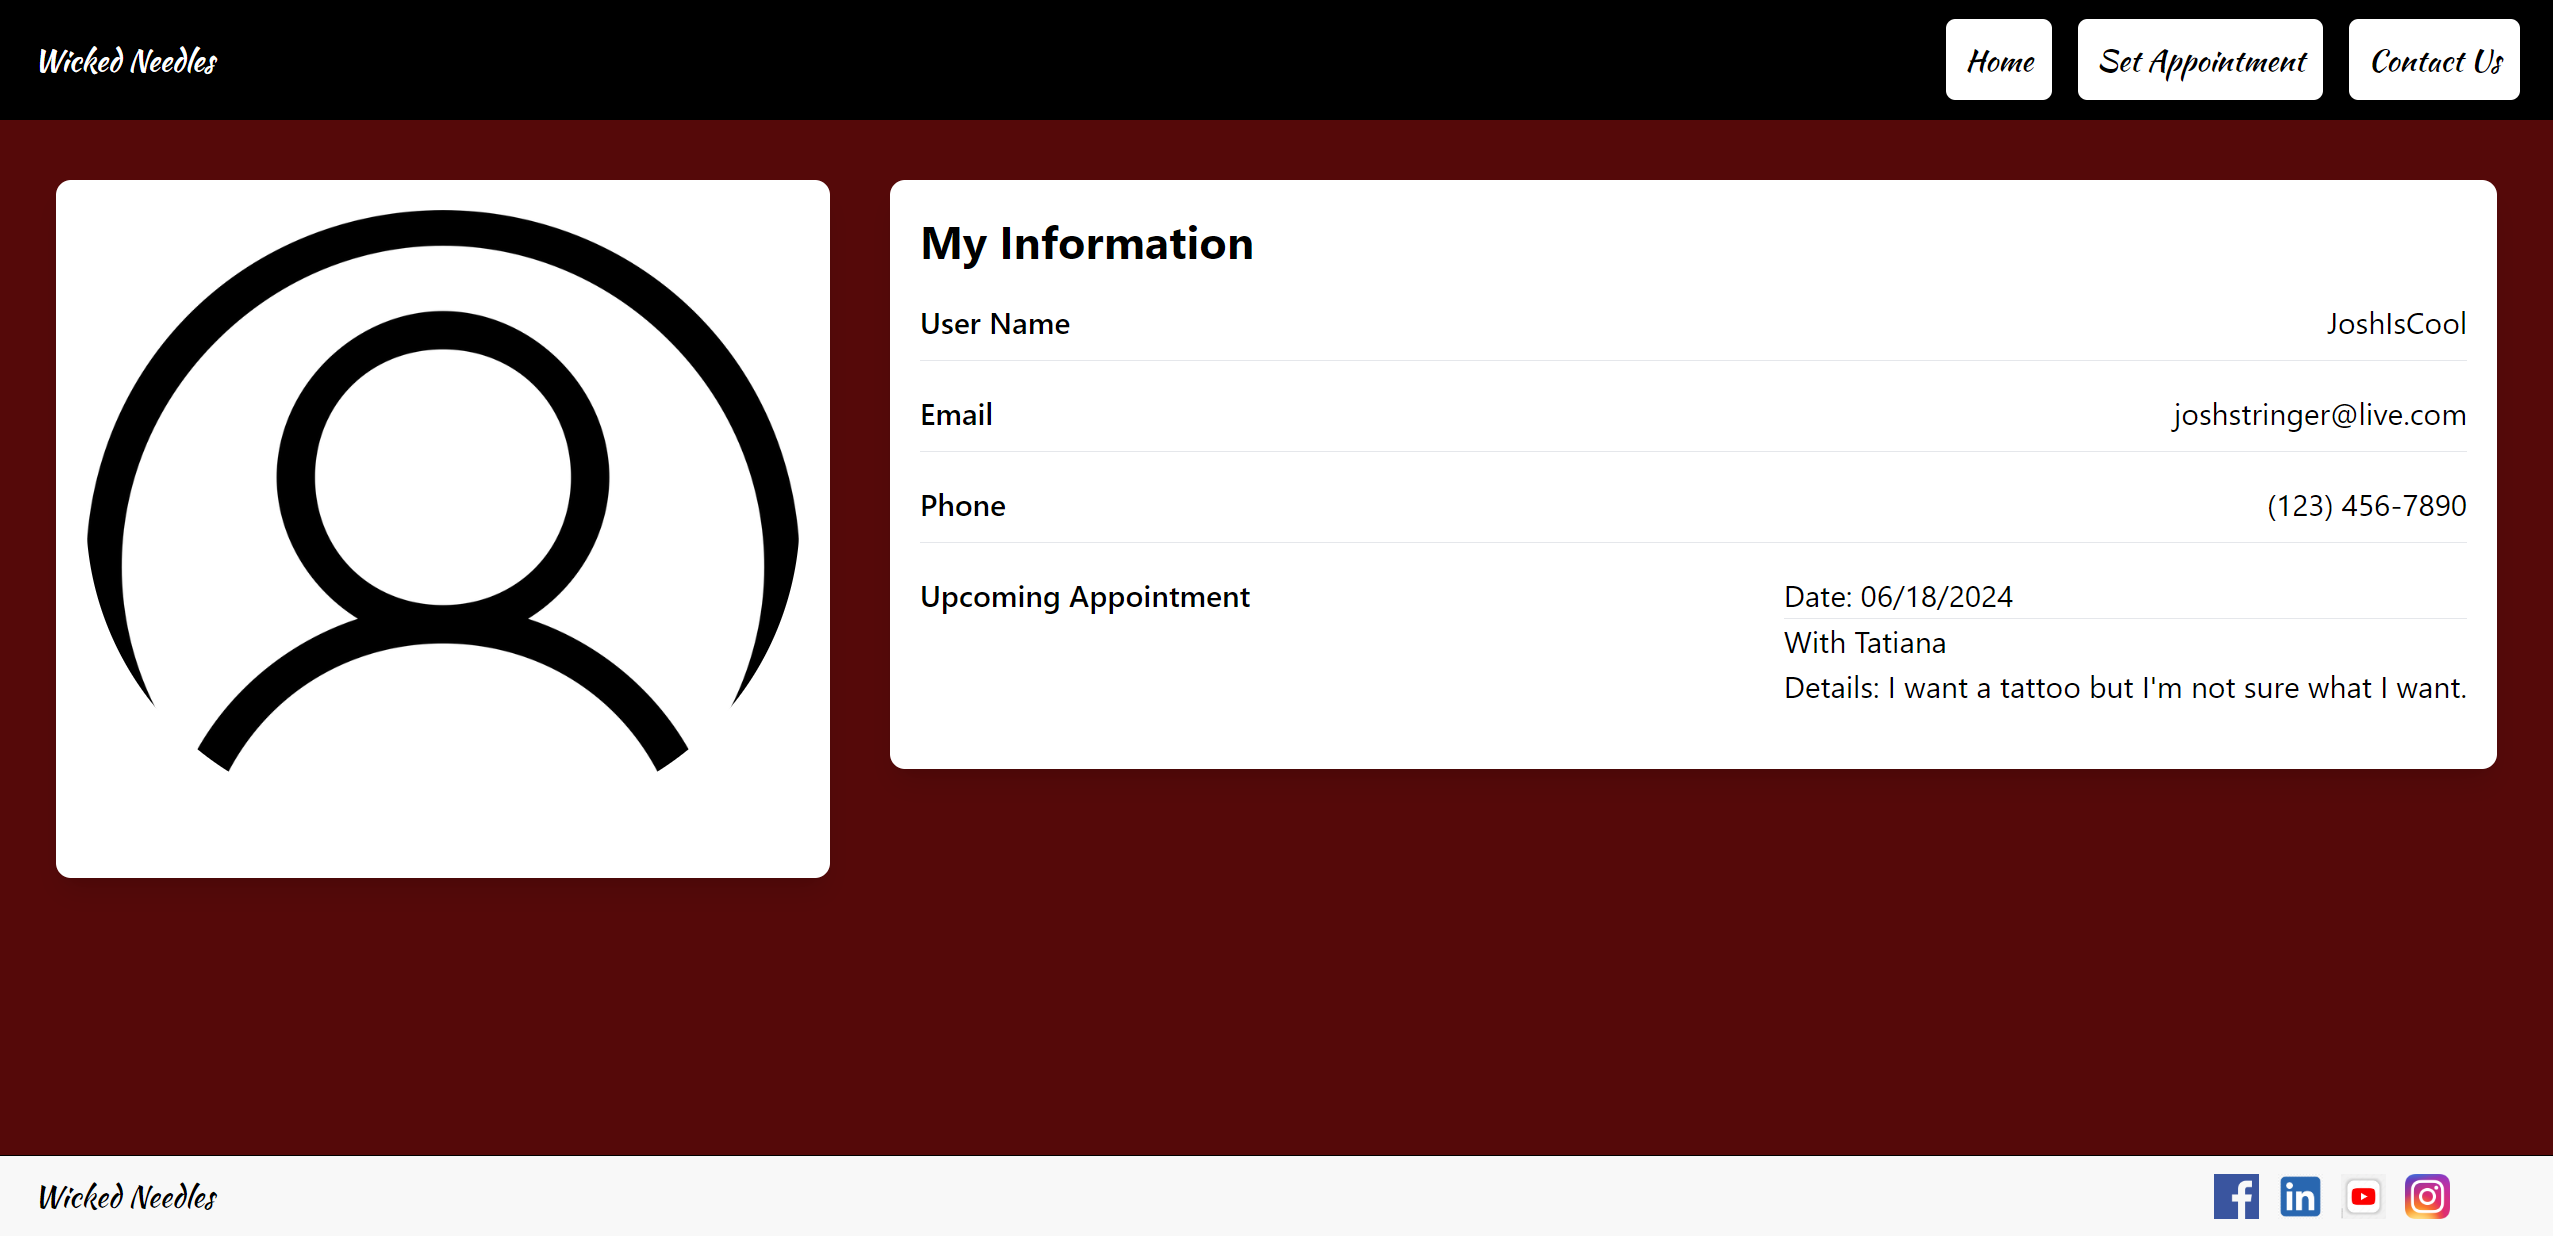 Wicked Needles
Home
Set Appointment
Contact Us
My Information
User Name
JoshIsCool
Email
joshstringer@live.com
Phone
(123) 456-7890
Upcoming Appointment
Date: 06/18/2024
With Tatiana
Details: I want a tattoo but I'm not sure what I want.
Wicked Needles